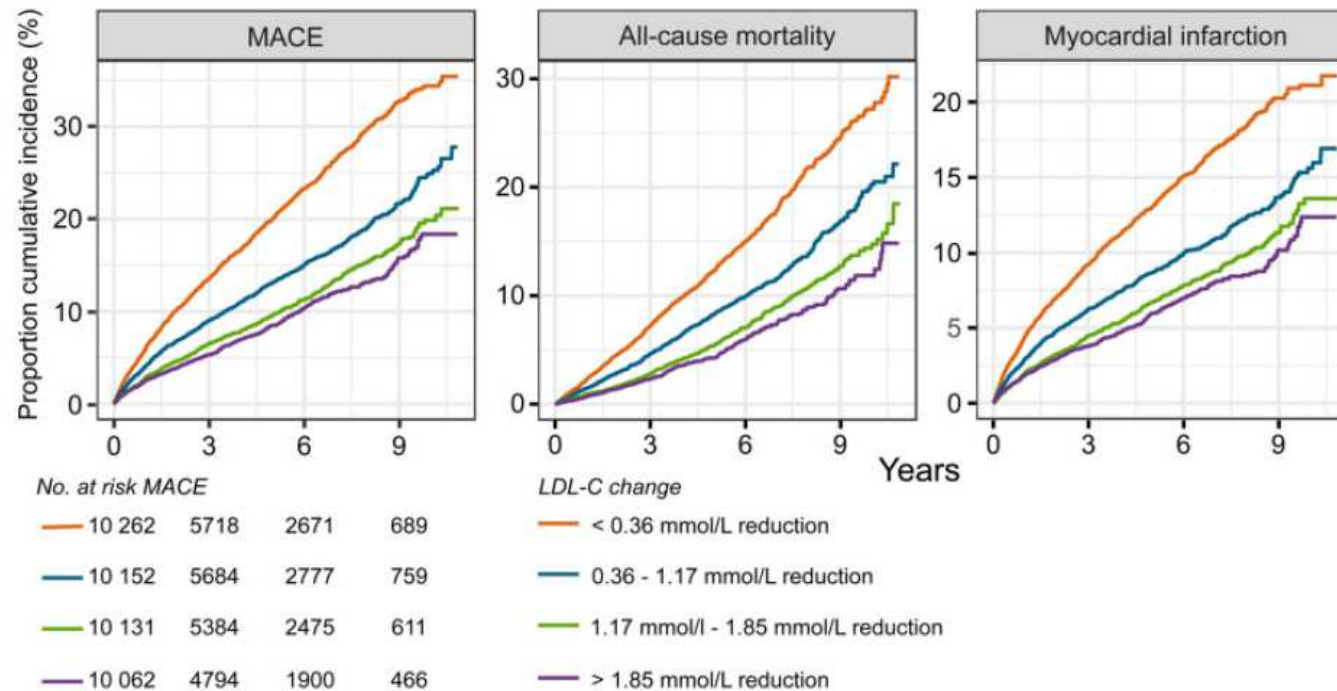 Proportion cumulative incidence (%)
MACE
30
20
10
0
0 3 6 9
All-cause mortality
30
20
10
0
0 3 6 9
Myocardial infarction
20
15
10
5
0
0 3 6 9
Years
No. at risk MACE
10 262 5718 2671 689
10 152 5684 2777 759
10 131 5384 2475 611
10 062 4794 1900 466
LDL-C change
< 0.36 mmol/L reduction
0.36 - 1.17 mmol/L reduction
1.17 mmol/l - 1.85 mmol/L reduction
> 1.85 mmol/L reduction